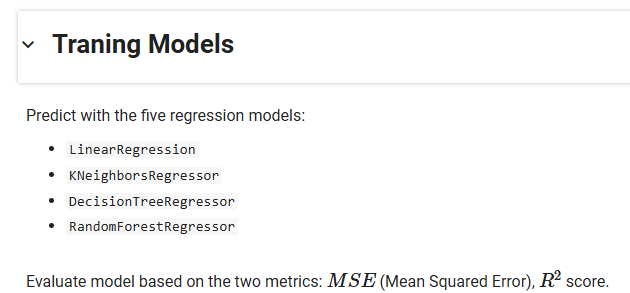 Traning Models
Predict with the five regression models:
• LinearRegression
• KNeighborsRegressor
• DecisionTreeRegressor
• RandomForestRegressor
Evaluate model based on the two metrics: MSE (Mean Squared Error), R² score.